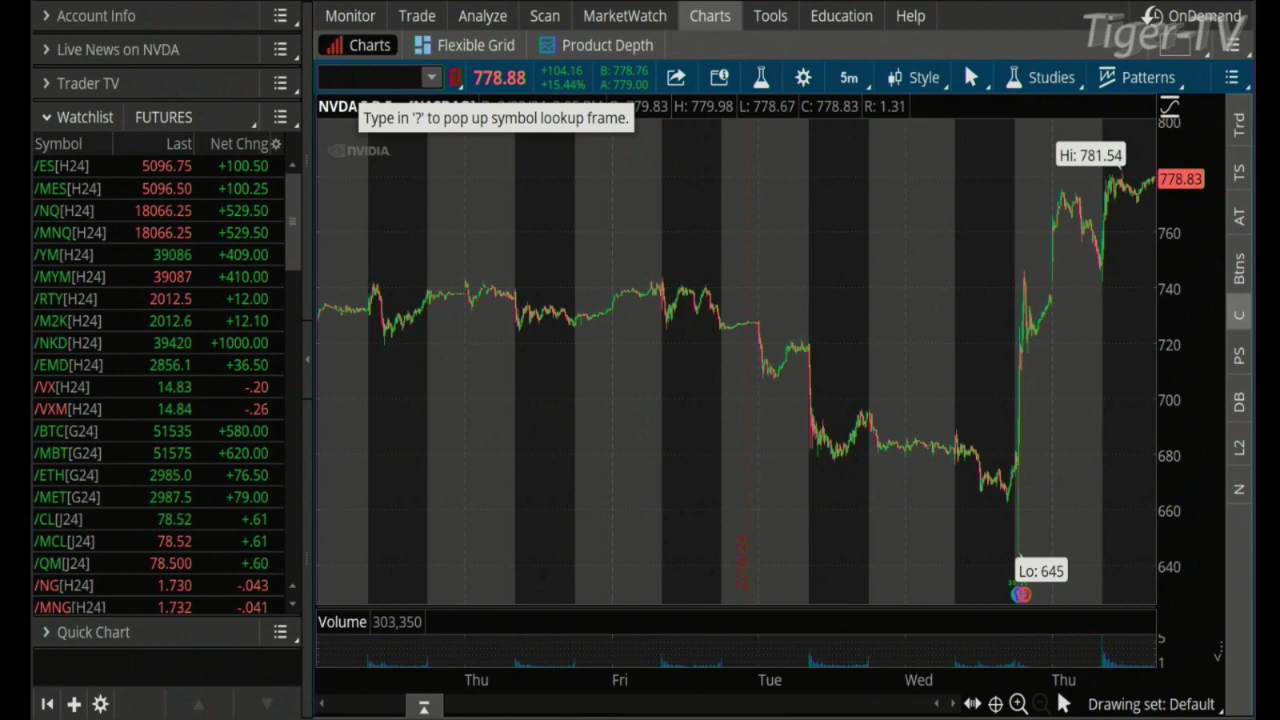 Account Info
Live News on NVDA
Trader TV
Watchlist FUTURES
Symbol Last Net Chng
/ES[H24] 5096.75 +100.50
/MES[H24] 5096.50 +100.25
/NQ[H24] 18066.25 +529.50
/MNQ[H24] 18066.25 +529.50
/YM[H24] 39086 +409.00
/MYM[H24] 39087 +410.00
/RTY[H24] 2012.5 +12.00
/M2K[H24] 2012.6 +12.10
/NKD[H24] 39420 +1000.00
/EMD[H24] 2856.1 +36.50
/VX[H24] 14.83 -.20
/VXM[H24] 14.84 -.26
/BTC[G24] 51535 +580.00
/MBT[G24] 51575 +620.00
/ETH[G24] 2985.0 +76.50
/MET[G24] 2987.5 +79.00
/CL[J24] 78.52 +.61
/MCL[J24] 78.52 +.61
/QM[J24] 78.500 +.60
/NG[H24] 1.730 -.043
/MNG[H24] 1.732 -.041
Quick Chart
Monitor Trade Analyze Scan MarketWatch Charts Tools Education Help
OnDemand
Tiger-TV
Charts Flexible Grid Product Depth
778.88 +104.16 +15.44% B: 778.76 A: 779.00 5m Style Studies Patterns
NVDA H: 779.98 L: 778.67 C: 778.83 R: 1.31
Type in '?' to pop up symbol lookup frame.
NVIDIA
Hi: 781.54
Lo: 645
800
778.83
760
740
720
700
680
660
640
Volume 303,350
5
1
Thu Fri Tue Wed Thu
Drawing set: Default
Trd
TS
AT
Btns
C
PS
DB
L2
N